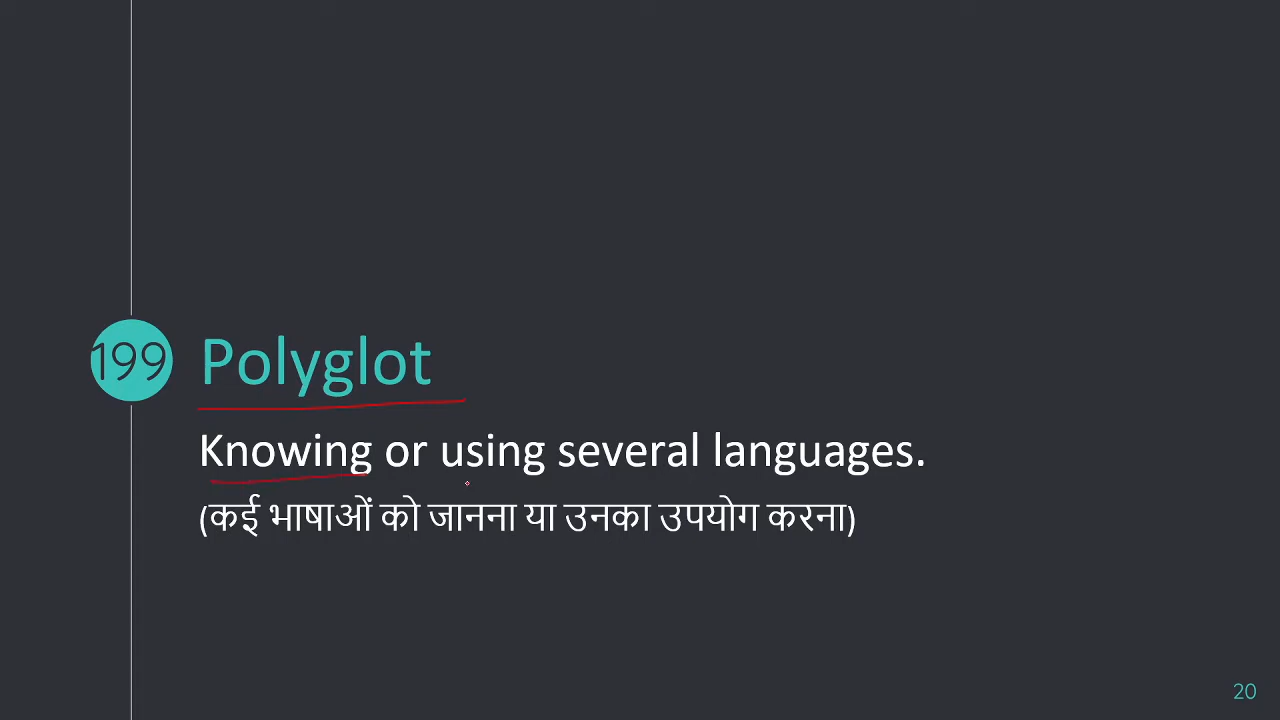 199 Polyglot
Knowing or using several languages.
(कई भाषाओं को जानना या उनका उपयोग करना)
20